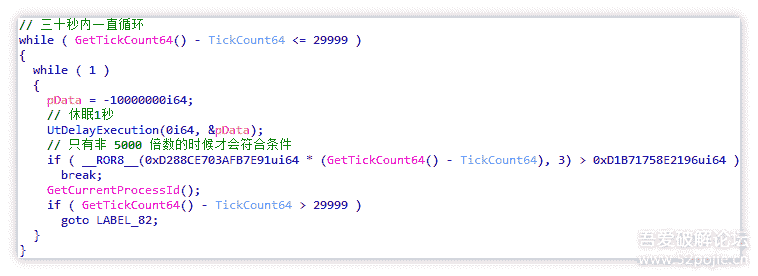 // 三十秒内一直循环
while ( GetTickCount64() - TickCount64 <= 29999 )
{
while ( 1 )
{
pData = -10000000i64;
// 休眠1秒
UtDelayExecution(0i64, &pData);
// 只有非 5000 倍数的时候才会符合条件
if ( __ROR8__(0xD288CE703AFB7E91ui64 * (GetTickCount64() - TickCount64), 3) > 0xD1B71758E2196ui64 )
break;
GetCurrentProcessId();
if ( GetTickCount64() - TickCount64 > 29999 )
goto LABEL_82;
}
}
吾爱破解论坛
www.52pojie.cn